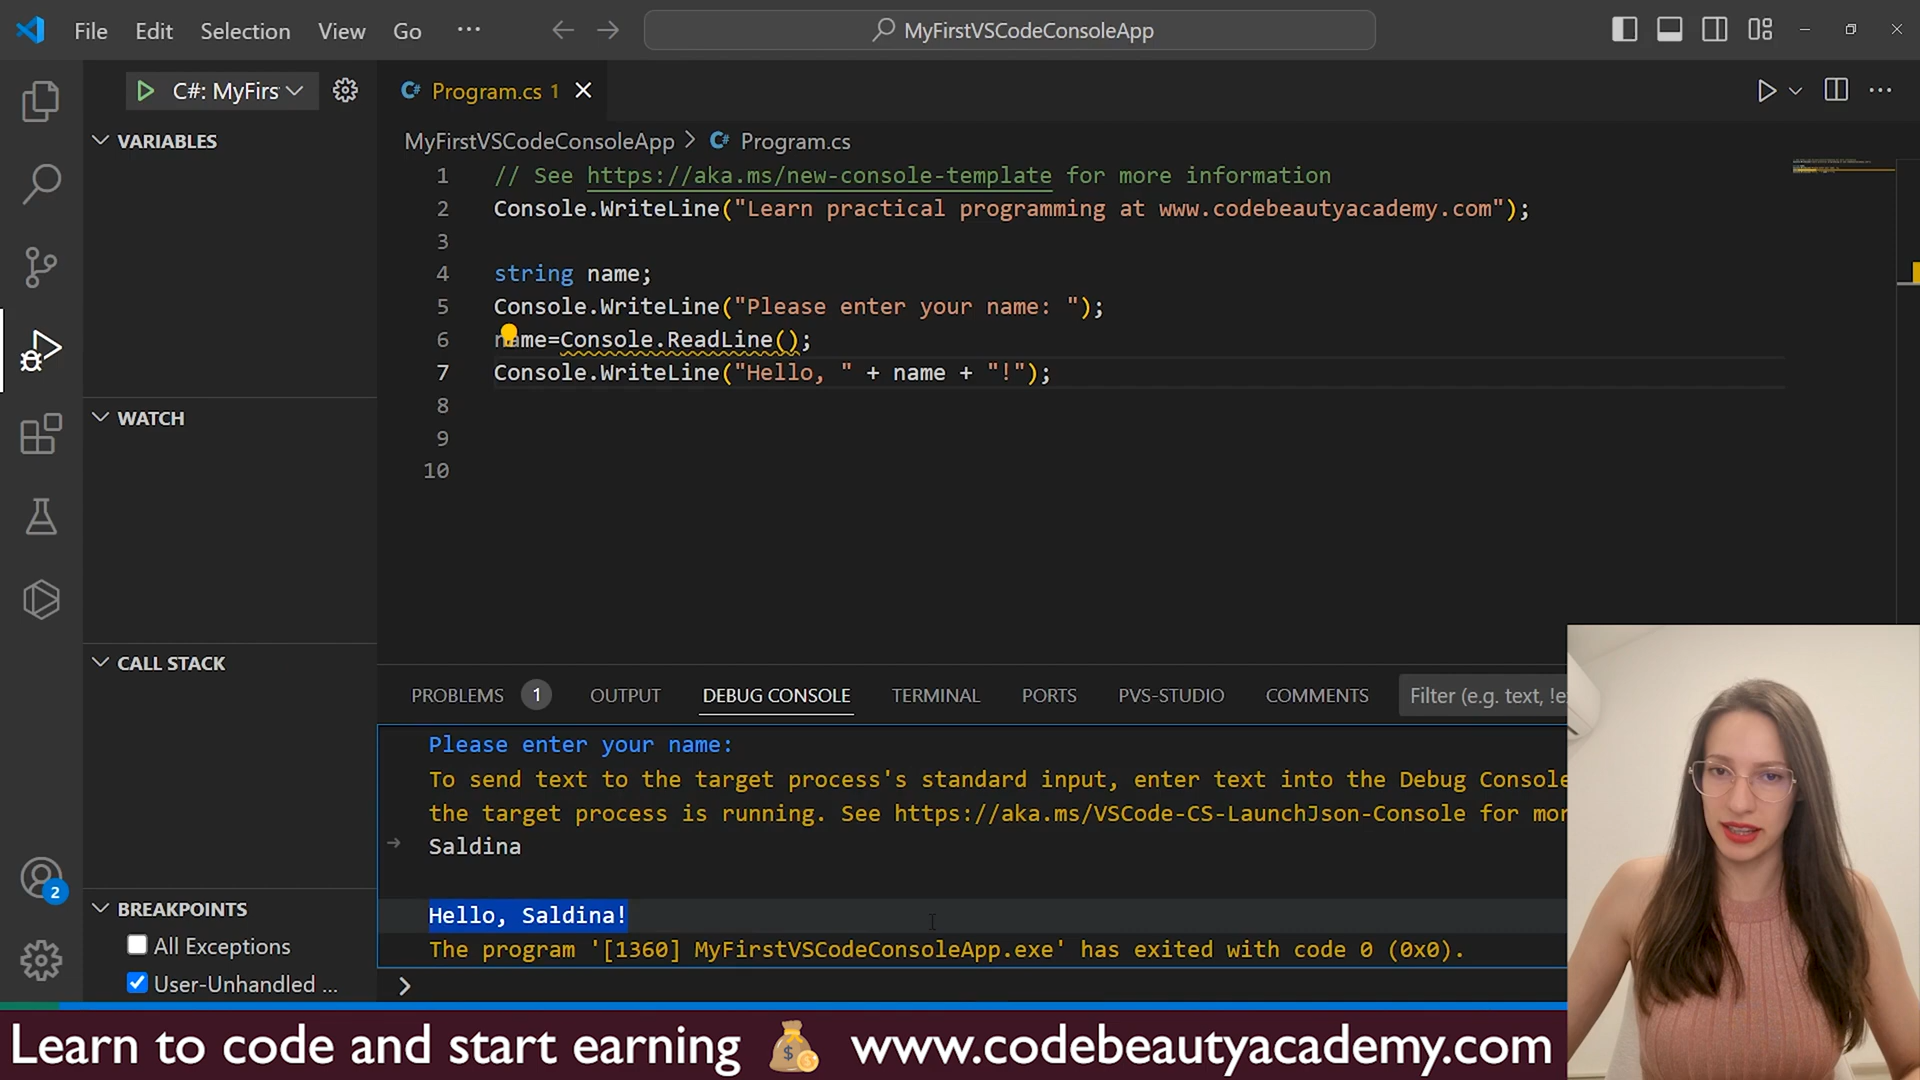 File Edit Selection View Go ··· MyFirstVSCodeConsoleApp
C#: MyFirs
Program.cs 1
VARIABLES
MyFirstVSCodeConsoleApp > Program.cs
1 // See https://aka.ms/new-console-template for more information
2 Console.WriteLine("Learn practical programming at www.codebeautyacademy.com");
3
4 string name;
5 Console.WriteLine("Please enter your name: ");
6 name=Console.ReadLine();
7 Console.WriteLine("Hello, " + name + "!");
8
9
10
WATCH
CALL STACK
BREAKPOINTS
All Exceptions
User-Unhandled ...
2
PROBLEMS 1 OUTPUT DEBUG CONSOLE TERMINAL PORTS PVS-STUDIO COMMENTS Filter (e.g. text, !e
Please enter your name:
To send text to the target process's standard input, enter text into the Debug Console
the target process is running. See https://aka.ms/VSCode-CS-LaunchJson-Console for mor
Saldina
Hello, Saldina!
The program '[1360] MyFirstVSCodeConsoleApp.exe' has exited with code 0 (0x0).
>
Learn to code and start earning 💰 www.codebeautyacademy.com